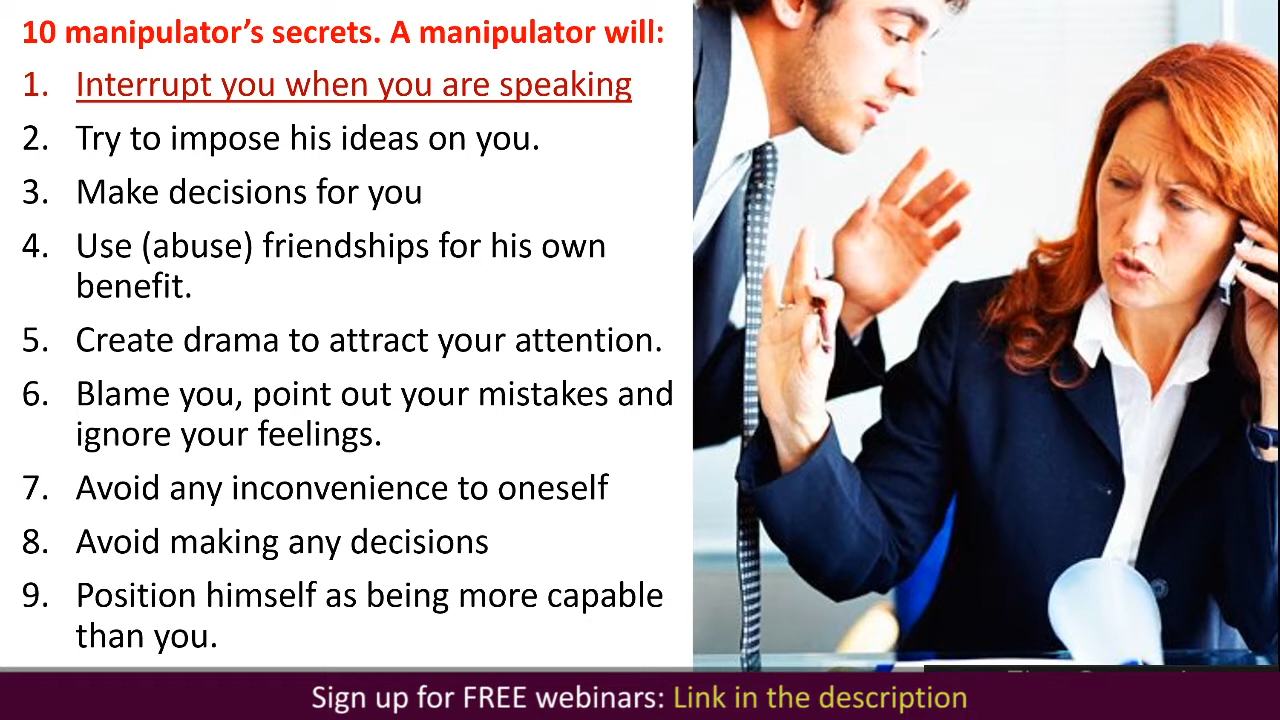 10 manipulator’s secrets. A manipulator will:
1. Interrupt you when you are speaking
2. Try to impose his ideas on you.
3. Make decisions for you
4. Use (abuse) friendships for his own
benefit.
5. Create drama to attract your attention.
6. Blame you, point out your mistakes and
ignore your feelings.
7. Avoid any inconvenience to oneself
8. Avoid making any decisions
9. Position himself as being more capable
than you.
Sign up for FREE webinars: Link in the description